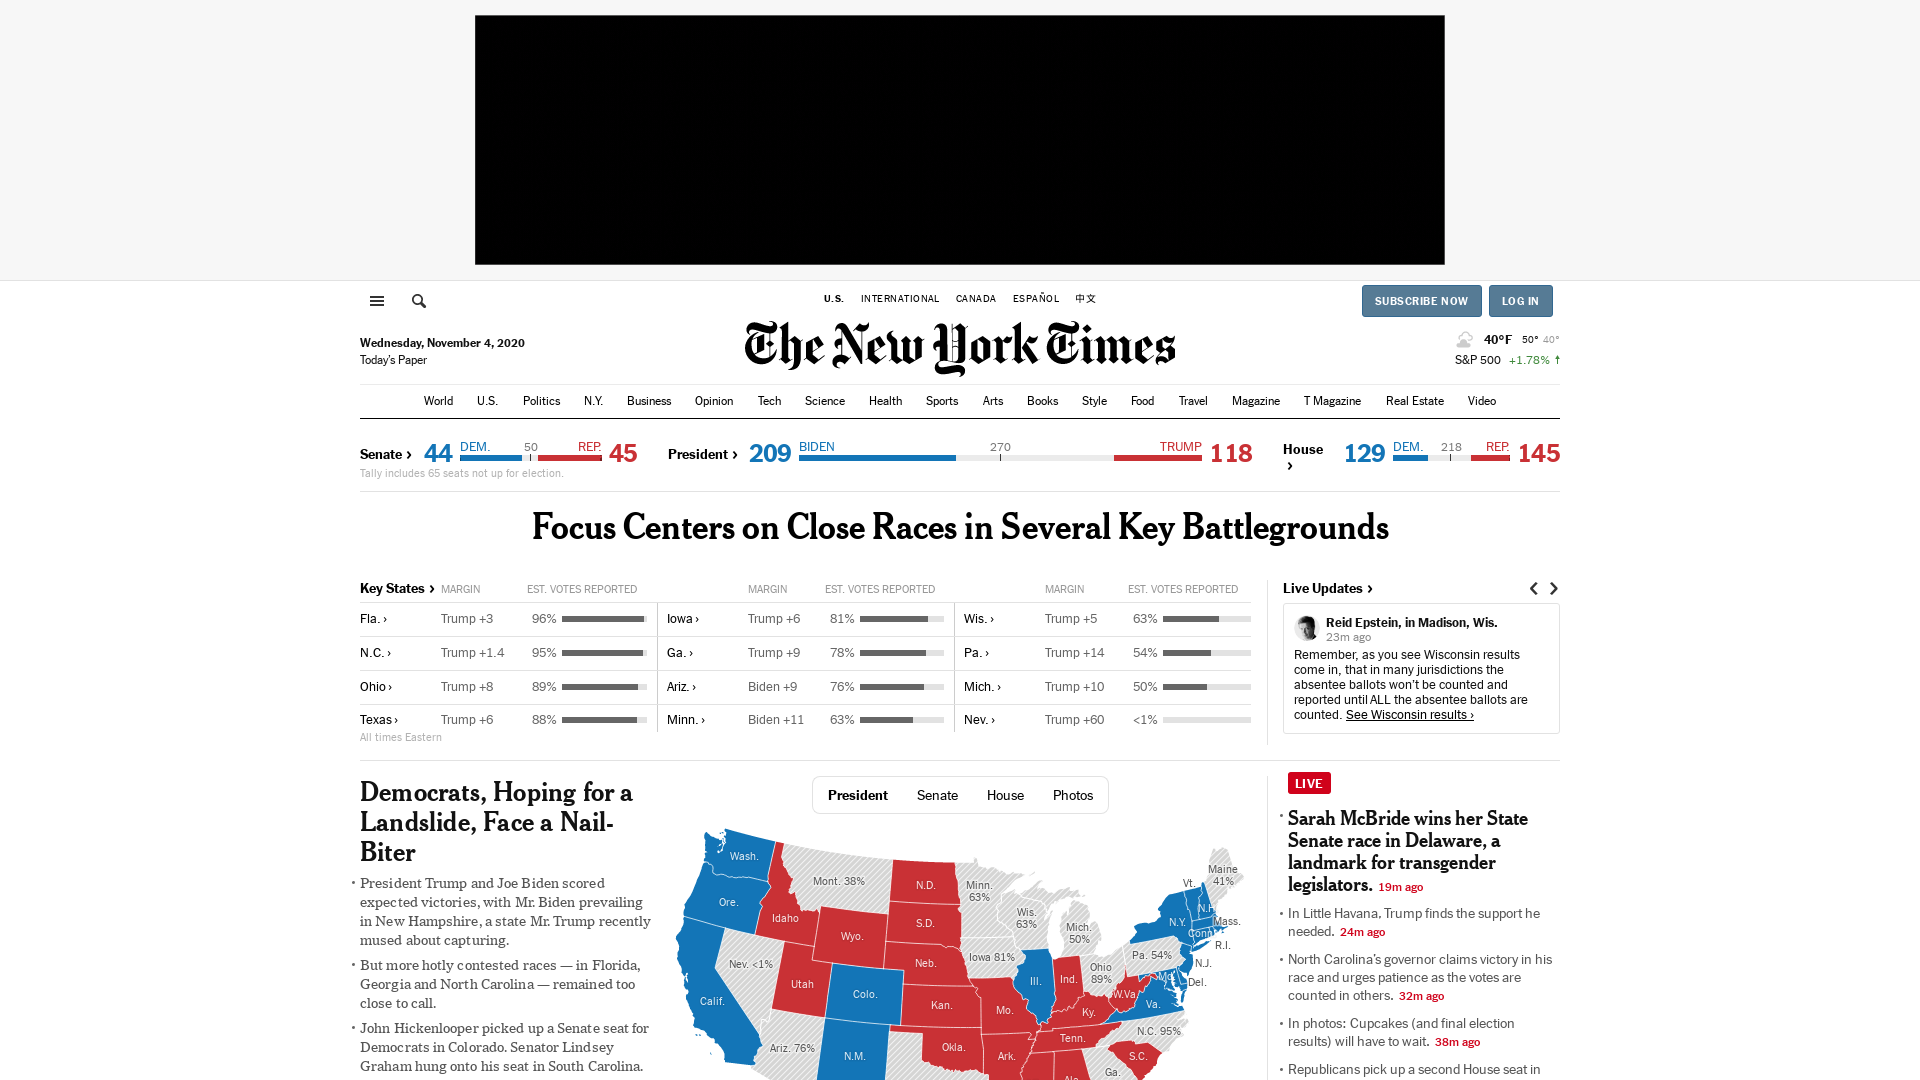 U.S. INTERNATIONAL CANADA ESPAÑOL 中文
SUBSCRIBE NOW LOG IN
Wednesday, November 4, 2020
Today's Paper
The New York Times
40°F 50° 40°
S&P 500 +1.78% ↑
World U.S. Politics N.Y. Business Opinion Tech Science Health Sports Arts Books Style Food Travel Magazine T Magazine Real Estate Video
Senate › 44 DEM. 50 REP. 45
Tally includes 65 seats not up for election.
President › 209 BIDEN 270 TRUMP 118
House › 129 DEM. 218 REP. 145
Focus Centers on Close Races in Several Key Battlegrounds
Key States › MARGIN EST. VOTES REPORTED MARGIN EST. VOTES REPORTED MARGIN EST. VOTES REPORTED
Fla. › Trump +3 96% Iowa › Trump +6 81% Wis. › Trump +5 63%
N.C. › Trump +1.4 95% Ga. › Trump +9 78% Pa. › Trump +14 54%
Ohio › Trump +8 89% Ariz. › Biden +9 76% Mich. › Trump +10 50%
Texas › Trump +6 88% Minn. › Biden +11 63% Nev. › Trump +60 <1%
All times Eastern
Live Updates ›
Reid Epstein, in Madison, Wis.
23m ago
Remember, as you see Wisconsin results
come in, that in many jurisdictions the
absentee ballots won't be counted and
reported until ALL the absentee ballots are
counted. See Wisconsin results ›
Democrats, Hoping for a
Landslide, Face a Nail-
Biter
• President Trump and Joe Biden scored
expected victories, with Mr. Biden prevailing
in New Hampshire, a state Mr. Trump recently
mused about capturing.
• But more hotly contested races — in Florida,
Georgia and North Carolina — remained too
close to call.
• John Hickenlooper picked up a Senate seat for
Democrats in Colorado. Senator Lindsey
Graham hung onto his seat in South Carolina.
President Senate House Photos
Wash.
Mont. 38%
N.D.
Minn.
63%
Maine
41%
Vt.
Ore.
Idaho
S.D.
Wis.
63%
Mich.
50%
N.Y.
N.H.
Mass.
Conn.
R.I.
Wyo.
Nev. <1%
Neb.
Iowa 81%
Ohio
89%
Pa. 54%
N.J.
Utah
Colo.
Ill.
Ind.
W.Va.
Md.
Del.
Calif.
Kan.
Mo.
Ky.
Va.
Ariz. 76%
N.M.
Okla.
Ark.
Tenn.
N.C. 95%
S.C.
Ala.
Ga.
LIVE
• Sarah McBride wins her State
Senate race in Delaware, a
landmark for transgender
legislators. 19m ago
• In Little Havana, Trump finds the support he
needed. 24m ago
• North Carolina's governor claims victory in his
race and urges patience as the votes are
counted in others. 32m ago
• In photos: Cupcakes (and final election
results) will have to wait. 38m ago
• Republicans pick up a second House seat in